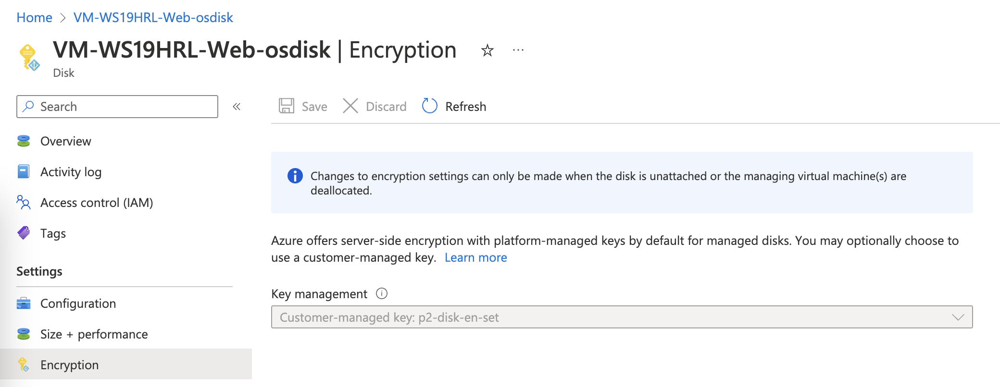 Home > VM-WS19HRL-Web-osdisk
VM-WS19HRL-Web-osdisk | Encryption
Disk
Search
Overview
Activity log
Access control (IAM)
Tags
Settings
Configuration
Size + performance
Encryption
Save Discard Refresh
Changes to encryption settings can only be made when the disk is unattached or the managing virtual machine(s) are
deallocated.
Azure offers server-side encryption with platform-managed keys by default for managed disks. You may optionally choose to
use a customer-managed key. Learn more
Key management
Customer-managed key: p2-disk-en-set